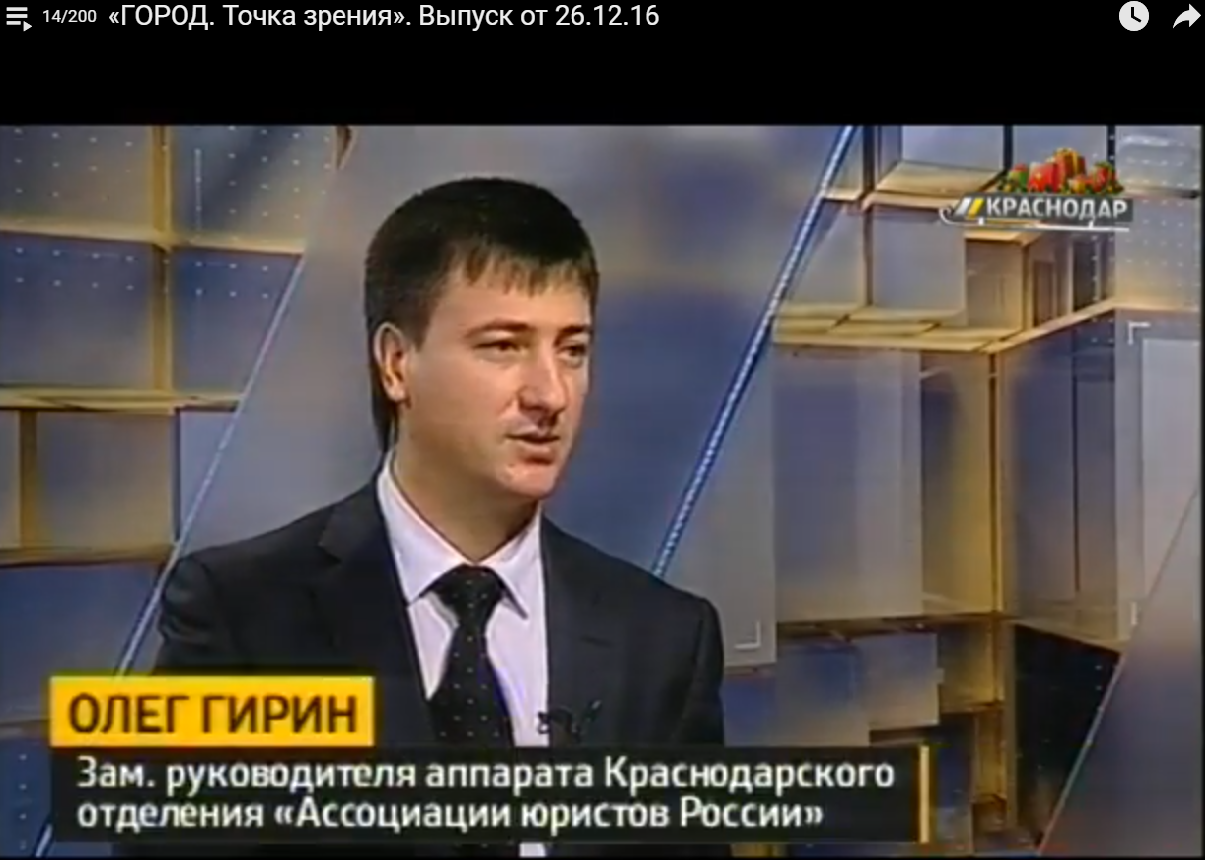 14/200 «ГОРОД. Точка зрения». Выпуск от 26.12.16
КРАСНОДАР
ОЛЕГ ГИРИН
Зам. руководителя аппарата Краснодарского
отделения «Ассоциации юристов России»